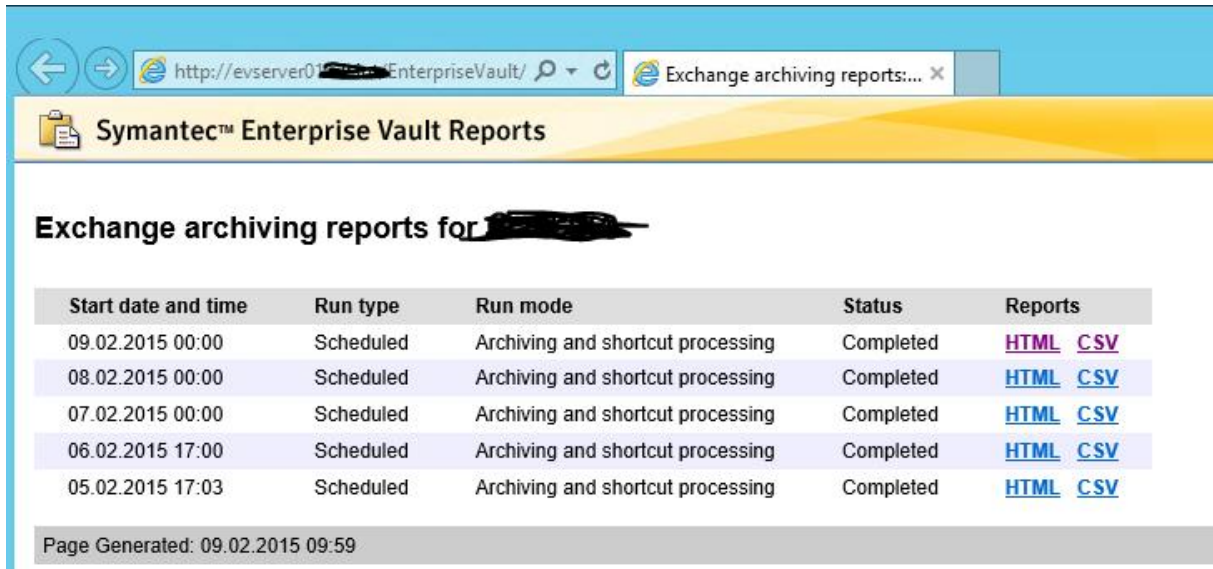 http://evserver01 EnterpriseVault/
Exchange archiving reports:...
Symantec™ Enterprise Vault Reports
Exchange archiving reports for
Start date and time Run type Run mode Status Reports
09.02.2015 00:00 Scheduled Archiving and shortcut processing Completed HTML CSV
08.02.2015 00:00 Scheduled Archiving and shortcut processing Completed HTML CSV
07.02.2015 00:00 Scheduled Archiving and shortcut processing Completed HTML CSV
06.02.2015 17:00 Scheduled Archiving and shortcut processing Completed HTML CSV
05.02.2015 17:03 Scheduled Archiving and shortcut processing Completed HTML CSV
Page Generated: 09.02.2015 09:59